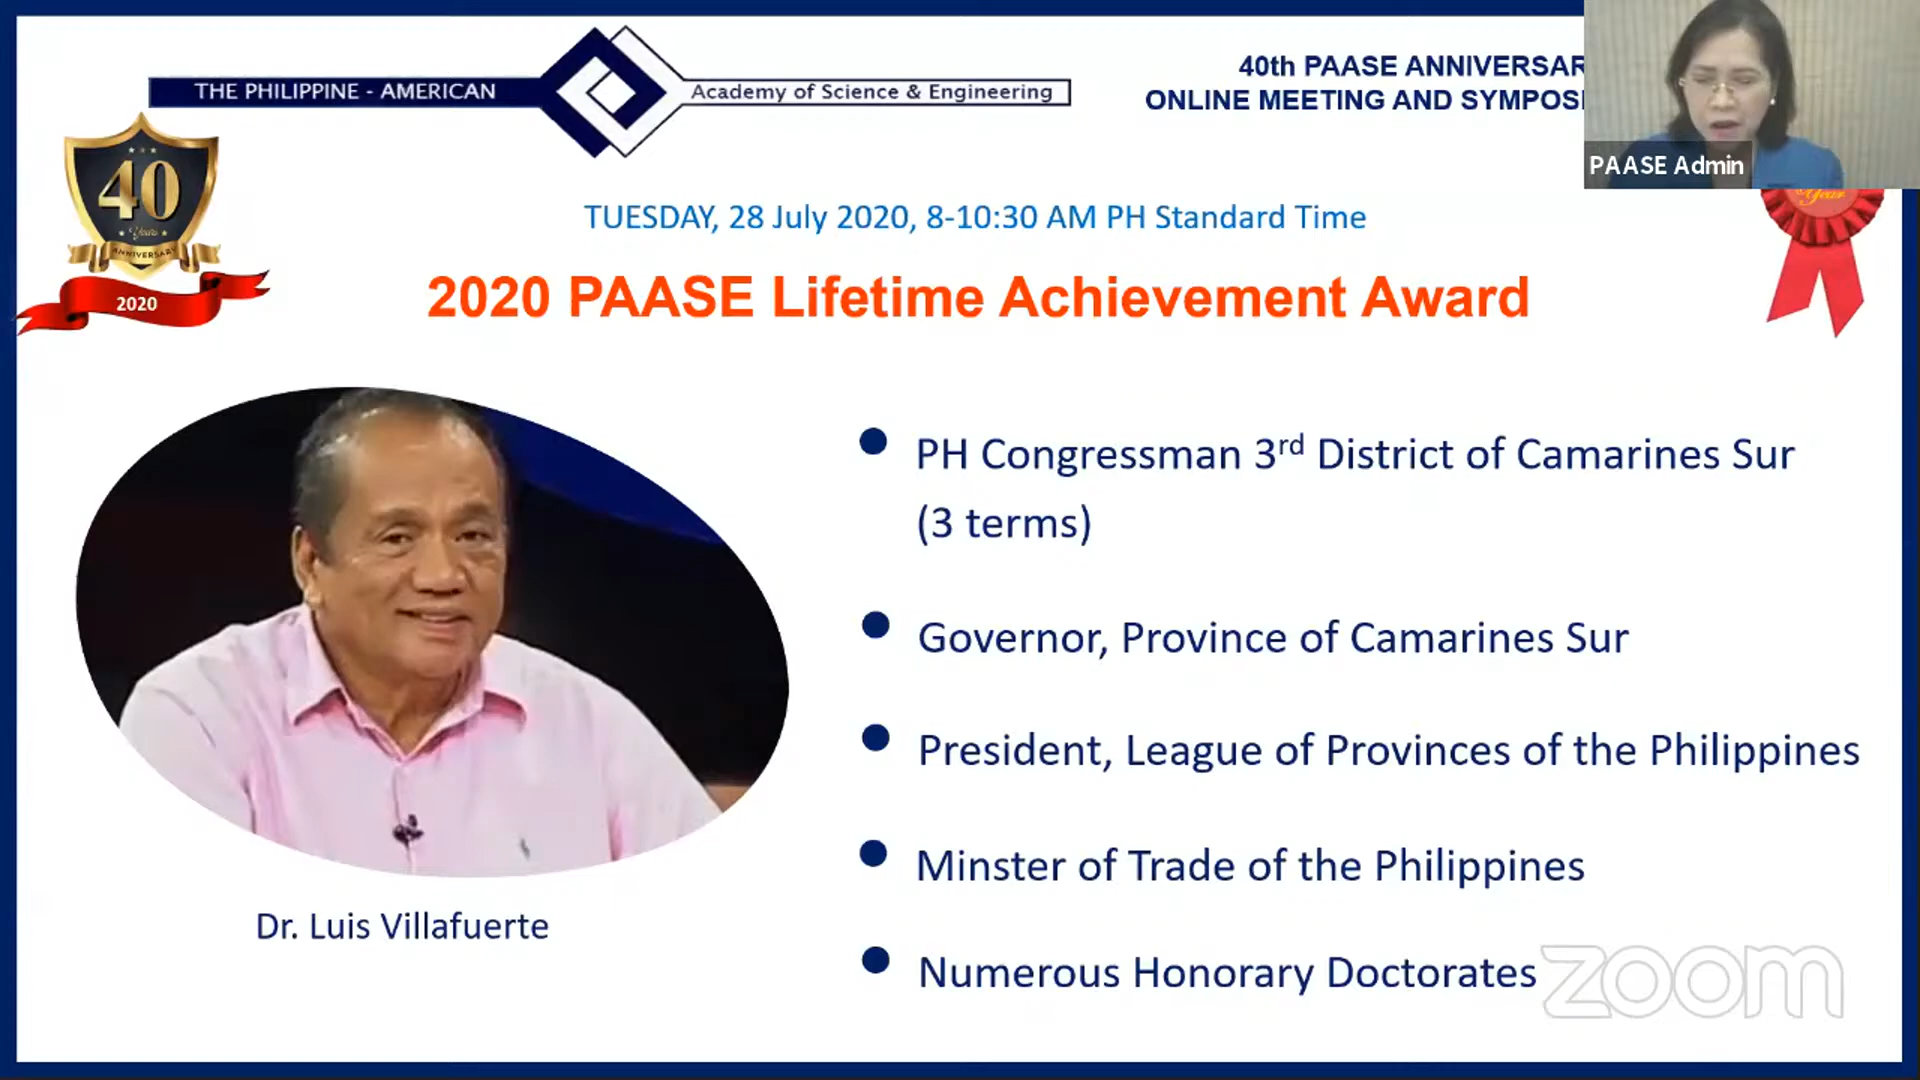 THE PHILIPPINE - AMERICAN
Academy of Science & Engineering
40th PAASE ANNIVERSAR
ONLINE MEETING AND SYMPOSI
PAASE Admin
Year
40
Years
ANNIVERSARY
2020
TUESDAY, 28 July 2020, 8-10:30 AM PH Standard Time
2020 PAASE Lifetime Achievement Award
PH Congressman 3rd District of Camarines Sur
(3 terms)
Governor, Province of Camarines Sur
President, League of Provinces of the Philippines
Minster of Trade of the Philippines
Numerous Honorary Doctorates
Dr. Luis Villafuerte
zoom